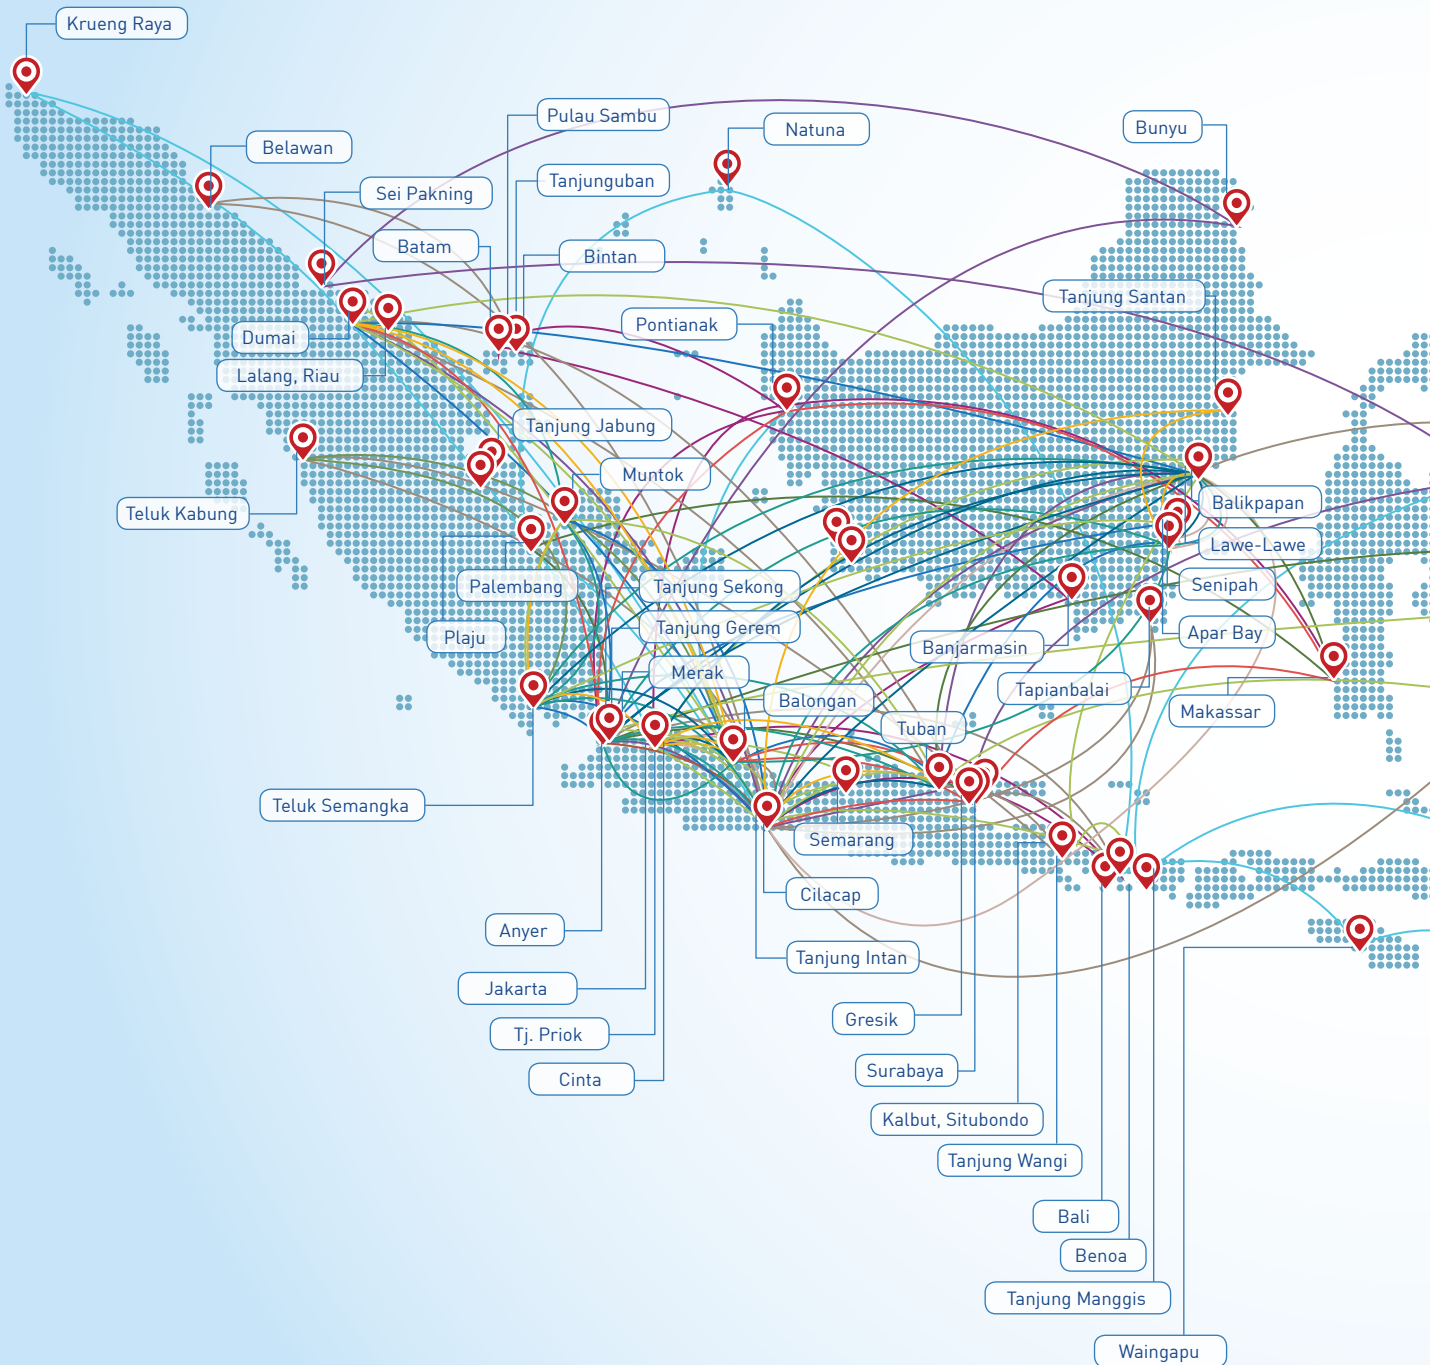 Krueng Raya
Pulau Sambu
Natuna
Bunyu
Belawan
Tanjunguban
Sei Pakning
Batam
Bintan
Tanjung Santan
Pontianak
Dumai
Lalang, Riau
Tanjung Jabung
Muntok
Balikpapan
Teluk Kabung
Lawe-Lawe
Palembang
Tanjung Sekong
Senipah
Tanjung Gerem
Plaju
Apar Bay
Banjarmasin
Merak
Tapianbalai
Balongan
Makassar
Tuban
Teluk Semangka
Semarang
Cilacap
Anyer
Tanjung Intan
Jakarta
Gresik
Tj. Priok
Surabaya
Cinta
Kalbut, Situbondo
Tanjung Wangi
Bali
Benoa
Tanjung Manggis
Waingapu